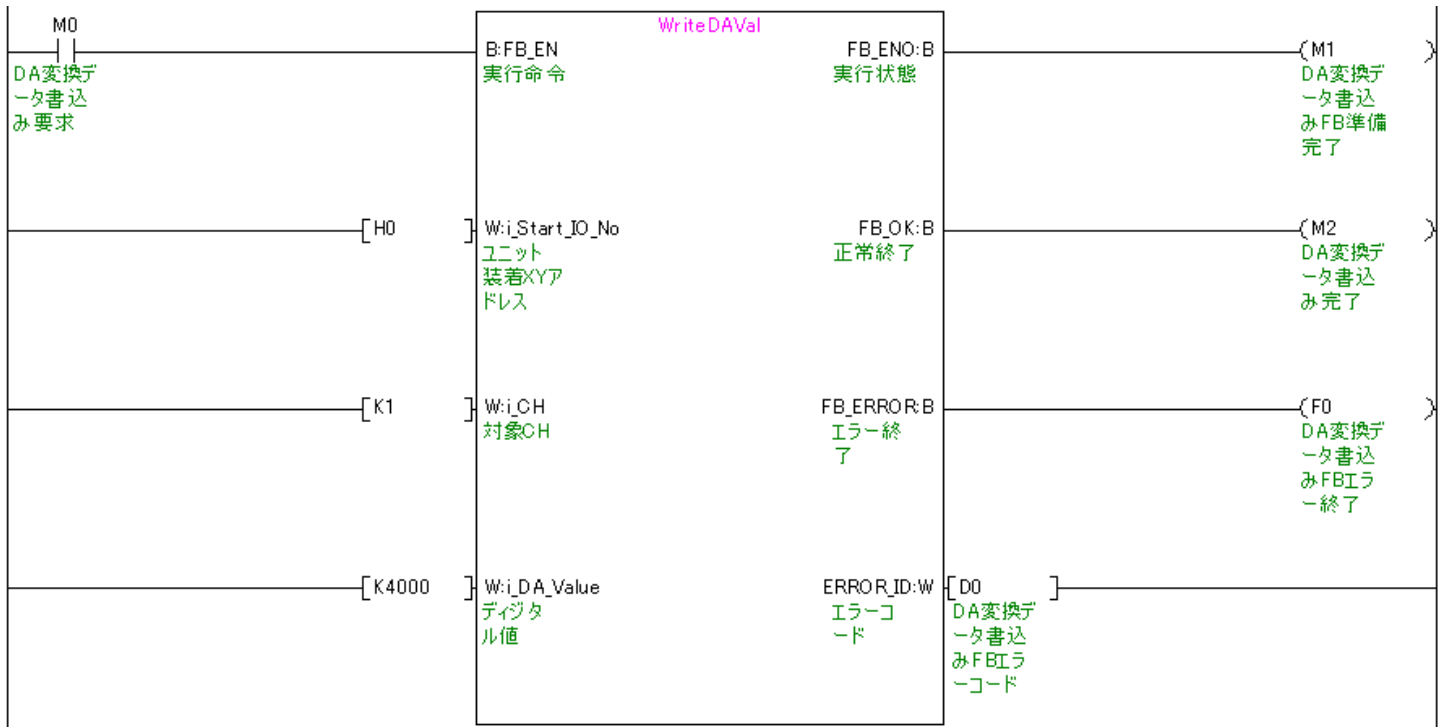 M0
WriteDAVal
B:FB_EN
FB_ENO:B
M1
DA変換デ
ータ書込
み要求
実行命令
実行状態
DA変換デ
ータ書込
みFB準備
完了
H0
W:i_Start_IO_No
FB_OK:B
M2
ユニット
装着XYア
ドレス
正常終了
DA変換デ
ータ書込
み完了
K1
W:i_CH
FB_ERROR:B
F0
対象CH
エラー終
了
DA変換デ
ータ書込
みFBエラ
ー終了
K4000
W:i_DA_Value
ERROR_ID:W
D0
ディジタ
ル値
エラーコ
ード
DA変換デ
ータ書込
みFBエラ
ーコード